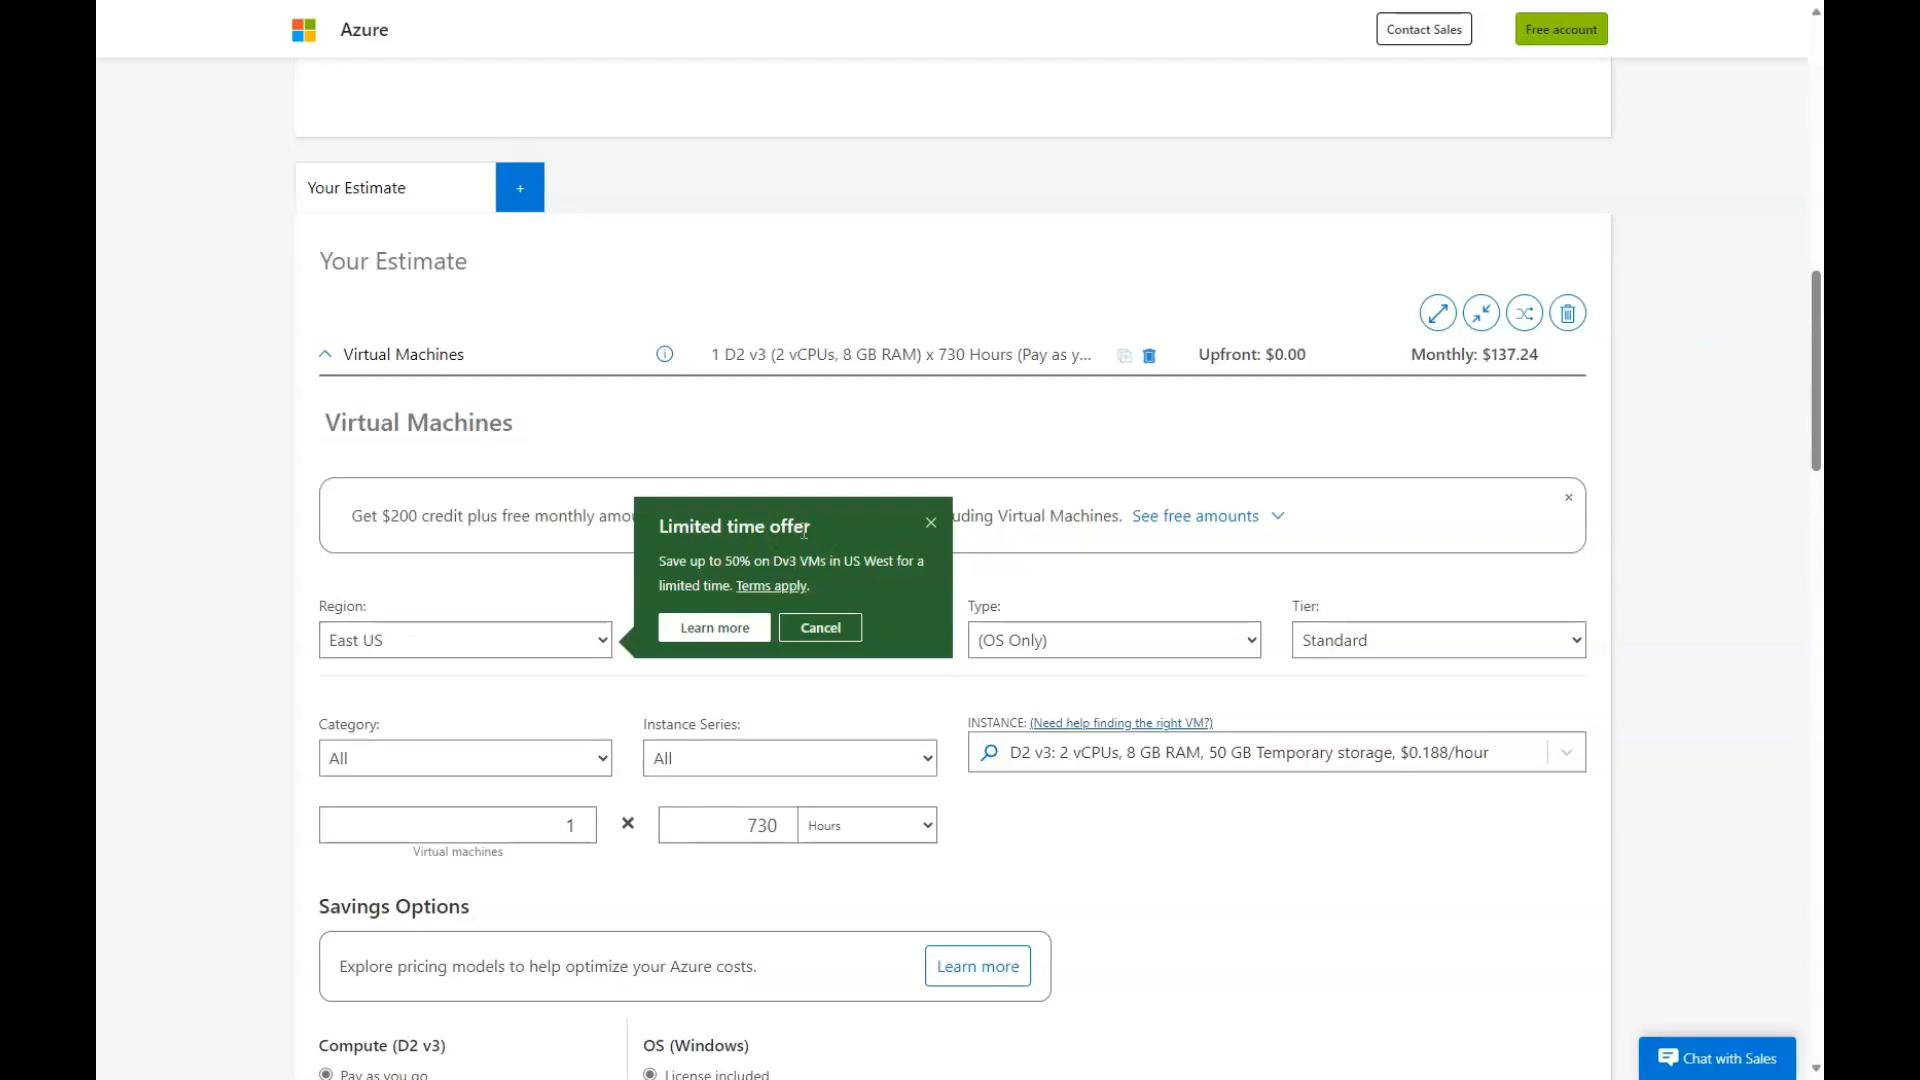 Azure
Contact Sales
Free account
Your Estimate
+
Your Estimate
Virtual Machines
1 D2 v3 (2 vCPUs, 8 GB RAM) x 730 Hours (Pay as y...
Upfront: $0.00
Monthly: $137.24
Virtual Machines
Get $200 credit plus free monthly amou
uding Virtual Machines. See free amounts
Limited time offer
Save up to 50% on Dv3 VMs in US West for a
limited time. Terms apply.
Learn more
Cancel
Region:
East US
Type:
(OS Only)
Tier:
Standard
Category:
All
Instance Series:
All
INSTANCE: (Need help finding the right VM?)
D2 v3: 2 vCPUs, 8 GB RAM, 50 GB Temporary storage, $0.188/hour
1
Virtual machines
730
Hours
Savings Options
Explore pricing models to help optimize your Azure costs.
Learn more
Compute (D2 v3)
Pay as you go
OS (Windows)
License included
Chat with Sales